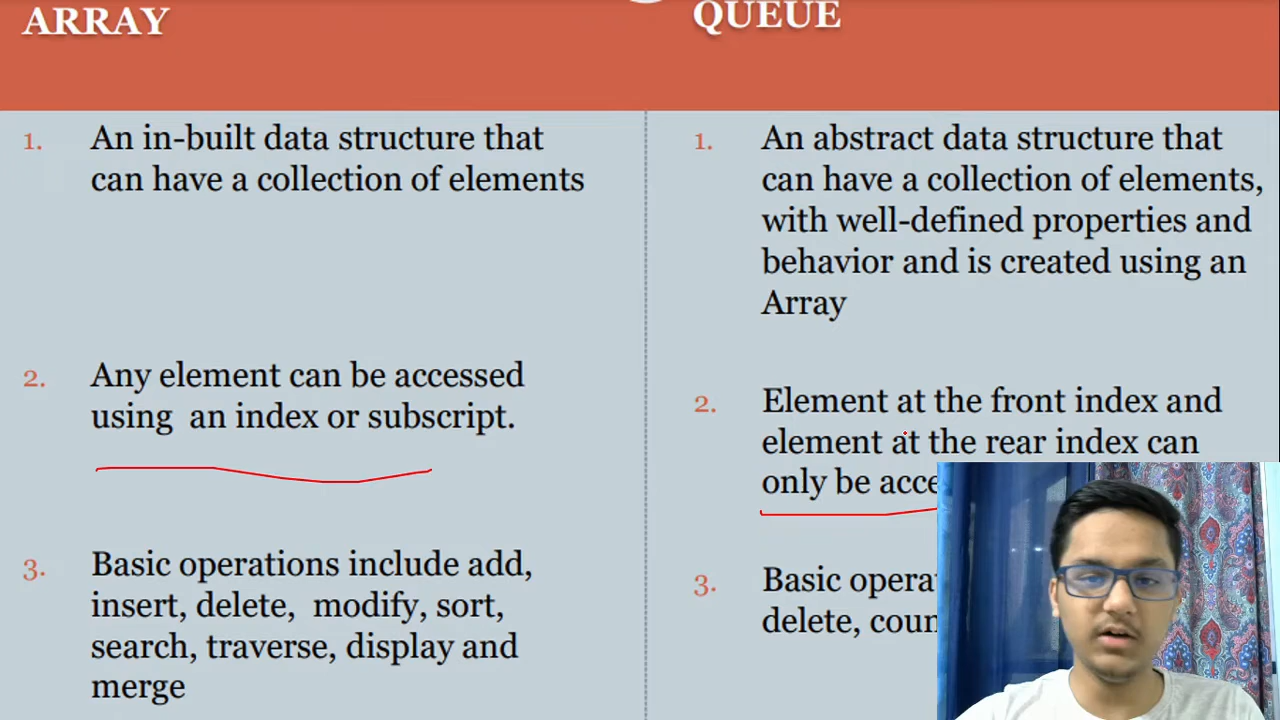 ARRAY
1. An in-built data structure that
can have a collection of elements
2. Any element can be accessed
using an index or subscript.
3. Basic operations include add,
insert, delete, modify, sort,
search, traverse, display and
merge
QUEUE
1. An abstract data structure that
can have a collection of elements,
with well-defined properties and
behavior and is created using an
Array
2. Element at the front index and
element at the rear index can
only be acce
3. Basic opera
delete, coun